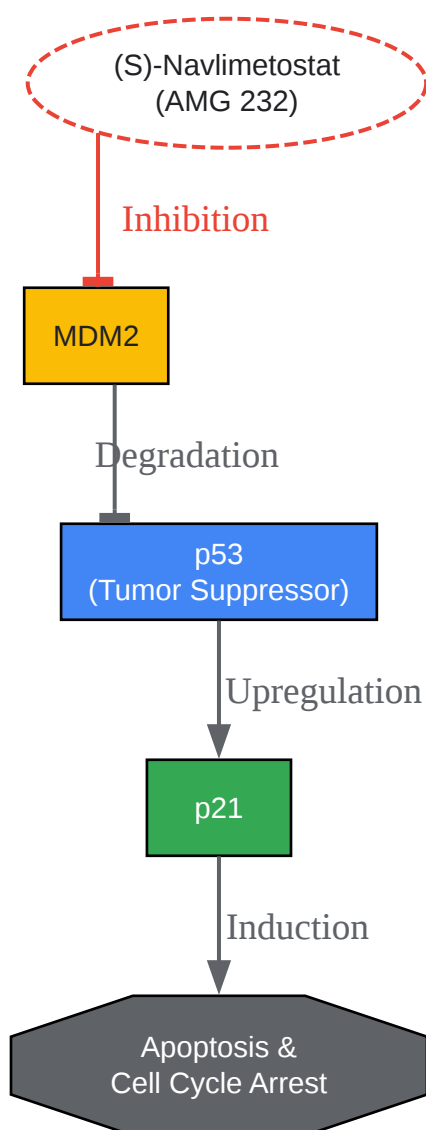 (S)-Navlimetostat
(AMG 232)
Inhibition
MDM2
Degradation
p53
(Tumor Suppressor)
Upregulation
p21
Induction
Apoptosis &
Cell Cycle Arrest